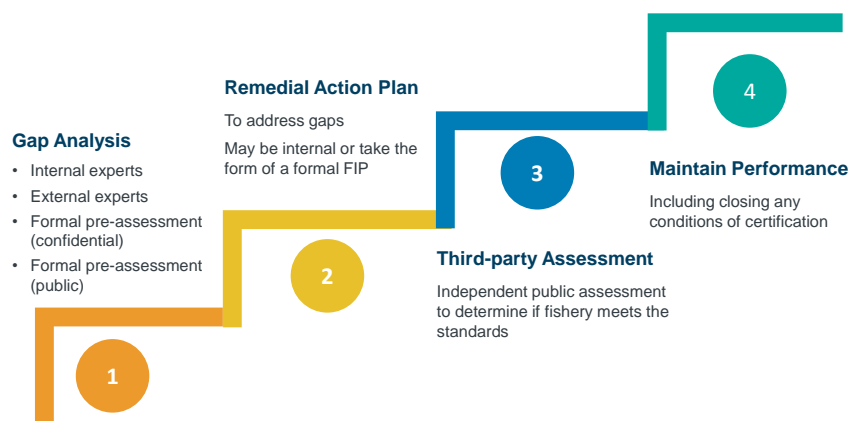 Gap Analysis
• Internal experts
• External experts
• Formal pre-assessment
(confidential)
• Formal pre-assessment
(public)
1
Remedial Action Plan
To address gaps
May be internal or take the
form of a formal FIP
2
3
Third-party Assessment
Independent public assessment
to determine if fishery meets the
standards
4
Maintain Performance
Including closing any
conditions of certification